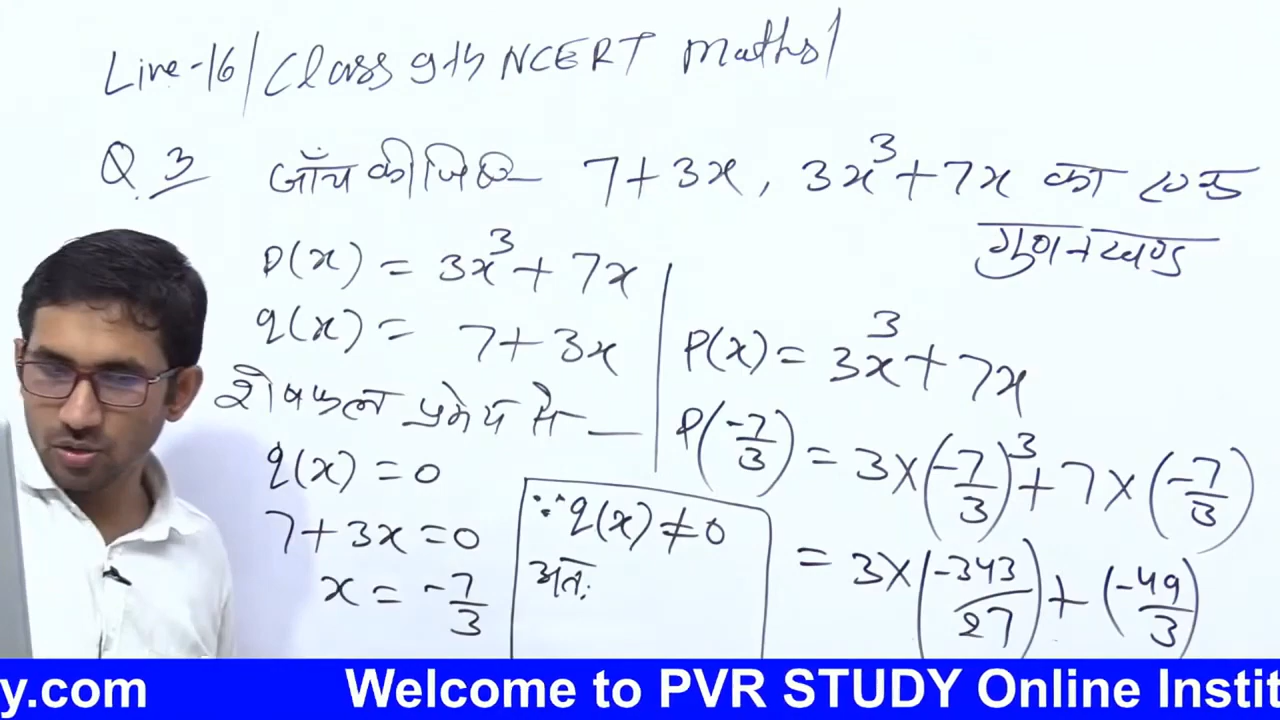 Live-16/Class 9th NCERT Maths/
Q.3 जाँच कीजिए- 7+3x, 3x³+7x का एक
गुणनखण्ड
p(x) = 3x³+7x
q(x) = 7+3x
शेषफल प्रमेय से —
q(x) = 0
7+3x=0
x = -7/3
∵ q(x) ≠ 0
अतः
P(x) = 3x³+7x
P(-7/3) = 3×(-7/3)³+7×(-7/3)
= 3×(-343/27)+(-49/3)
y.com Welcome to PVR STUDY Online Instit